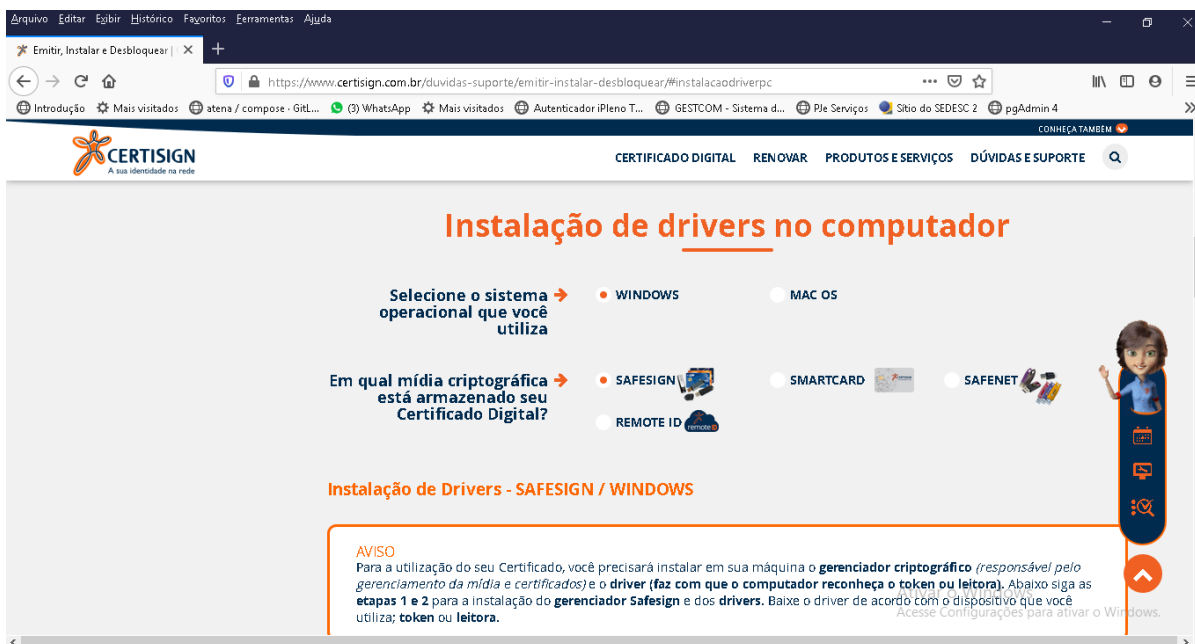 Arquivo Editar Exibir Histórico Favoritos Ferramentas Ajuda
Emitir, Instalar e Desbloquear |
https://www.certisign.com.br/duvidas-suporte/emitir-instalar-desbloquear/#instalacaodriverpc
Introdução Mais visitados atena / compose · GitL... (3) WhatsApp Mais visitados Autenticador iPleno T... GESTCOM - Sistema d... PJe Serviços Sítio do SEDESC 2 pgAdmin 4
CONHEÇA TAMBÉM
CERTISIGN
A sua identidade na rede
CERTIFICADO DIGITAL RENOVAR PRODUTOS E SERVIÇOS DÚVIDAS E SUPORTE
Instalação de drivers no computador
Selecione o sistema
operacional que você
utiliza
WINDOWS MAC OS
Em qual mídia criptográfica
está armazenado seu
Certificado Digital?
SAFESIGN SMARTCARD SAFENET
REMOTE ID remoteID
Instalação de Drivers - SAFESIGN / WINDOWS
AVISO
Para a utilização do seu Certificado, você precisará instalar em sua máquina o gerenciador criptográfico (responsável pelo
gerenciamento da mídia e certificados) e o driver (faz com que o computador reconheça o token ou leitora). Abaixo siga as
etapas 1 e 2 para a instalação do gerenciador Safesign e dos drivers. Baixe o driver de acordo com o dispositivo que você
utiliza; token ou leitora.
Ativar o Windows
Acesse Configurações para ativar o Windows.